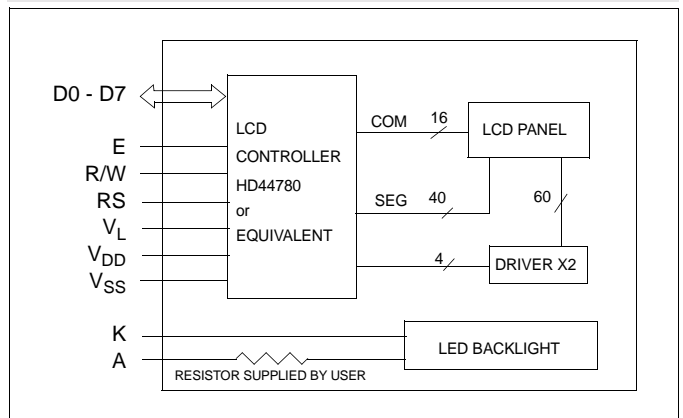 D0 - D7
E
R/W
RS
VL
VDD
VSS
K
A
LCD
CONTROLLER
HD44780
or
EQUIVALENT
COM 16
LCD PANEL
SEG 40
60
4
DRIVER X2
LED BACKLIGHT
RESISTOR SUPPLIED BY USER